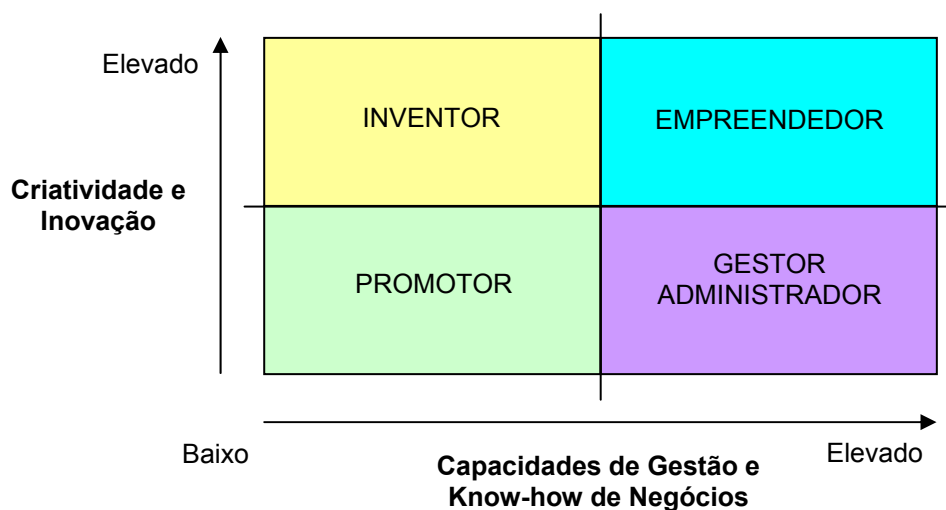 Elevado
INVENTOR
EMPREENDEDOR
Criatividade e
Inovação
PROMOTOR
GESTOR
ADMINISTRADOR
Baixo
Elevado
Capacidades de Gestão e
Know-how de Negócios